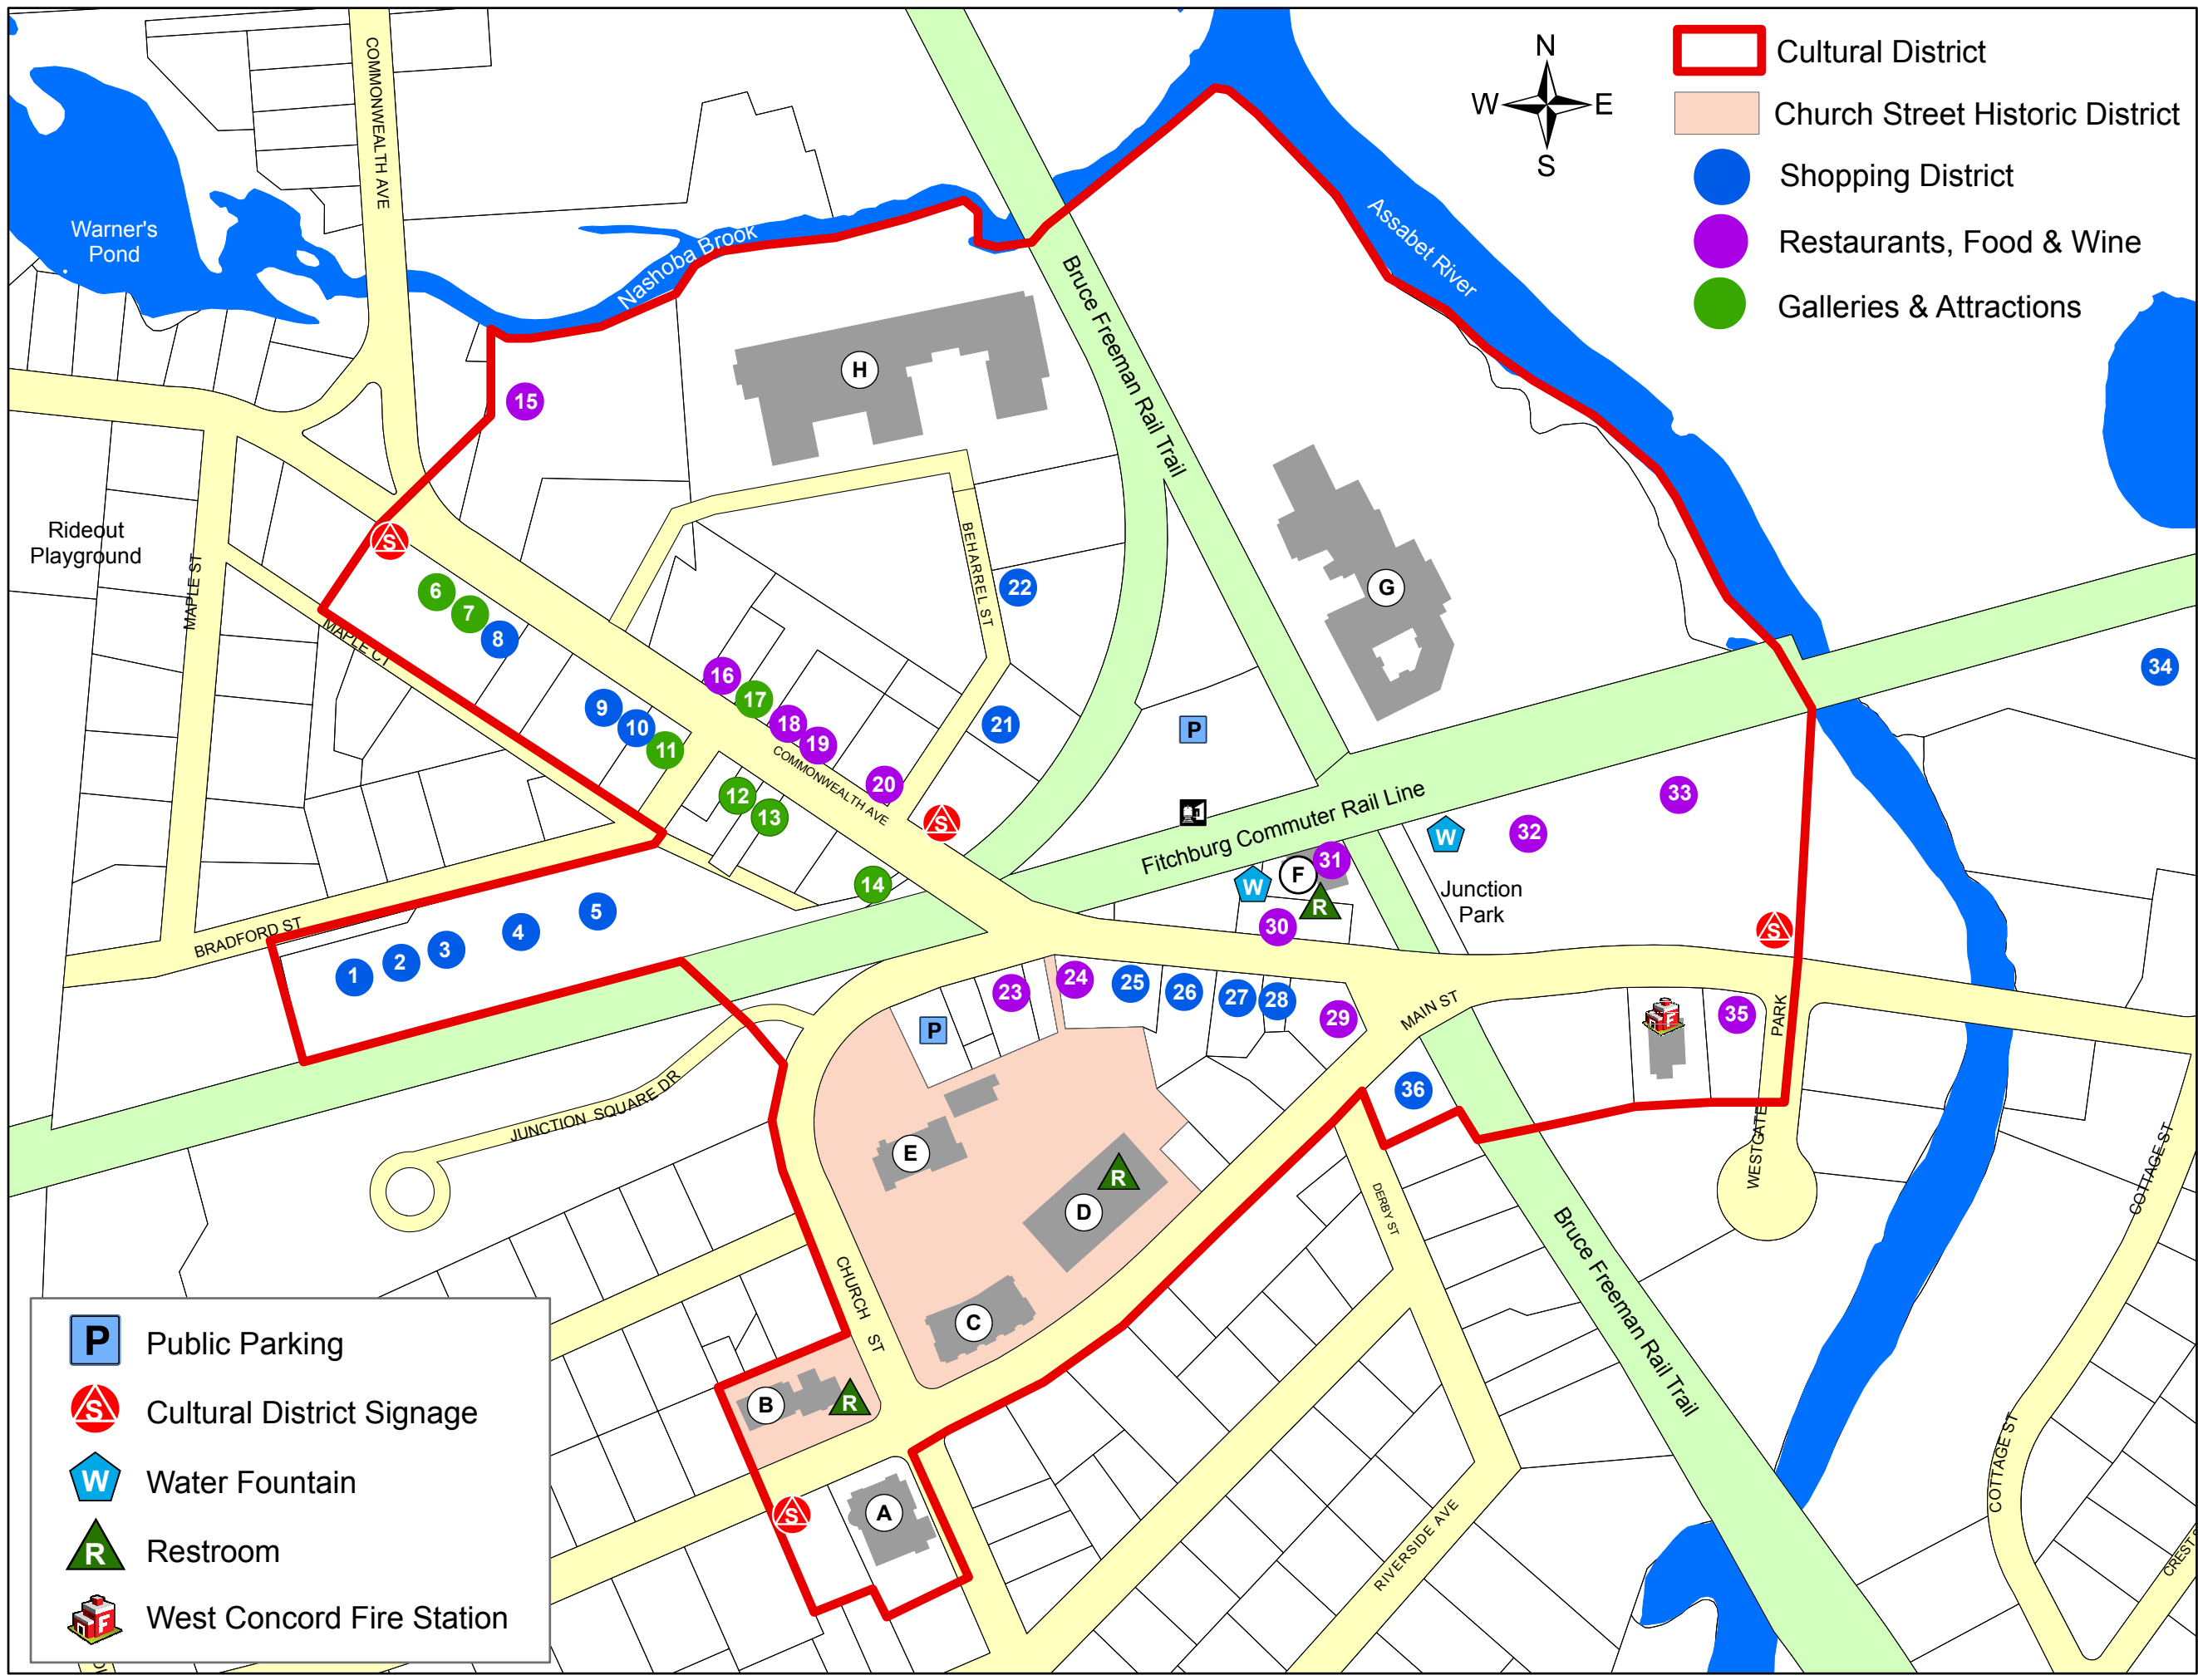 COMMONWEALTH AVE
N
W
E
S
Cultural District
Church Street Historic District
Shopping District
Restaurants, Food & Wine
Galleries & Attractions
Warner's
Pond
Nashoba Brook
Assabet River
Bruce Freeman Rail Trail
H
15
Rideout
Playground
MAPLE ST
MAPLE CT
S
6
7
8
BEHARREL ST
22
G
34
16
17
18
19
20
9
10
11
21
P
COMMONWEALTH AVE
12
13
S
14
Fitchburg Commuter Rail Line
33
32
W
31
F
W
R
30
Junction
Park
S
BRADFORD ST
1
2
3
4
5
23
24
25
26
27
28
29
P
MAIN ST
F
35
WESTGATE PARK
36
JUNCTION SQUARE DR
E
R
D
DERBY ST
COTTAGE ST
CHURCH ST
C
Bruce Freeman Rail Trail
B
R
S
A
RIVERSIDE AVE
COTTAGE ST
CREST S
P
Public Parking
S
Cultural District Signage
W
Water Fountain
R
Restroom
F
West Concord Fire Station